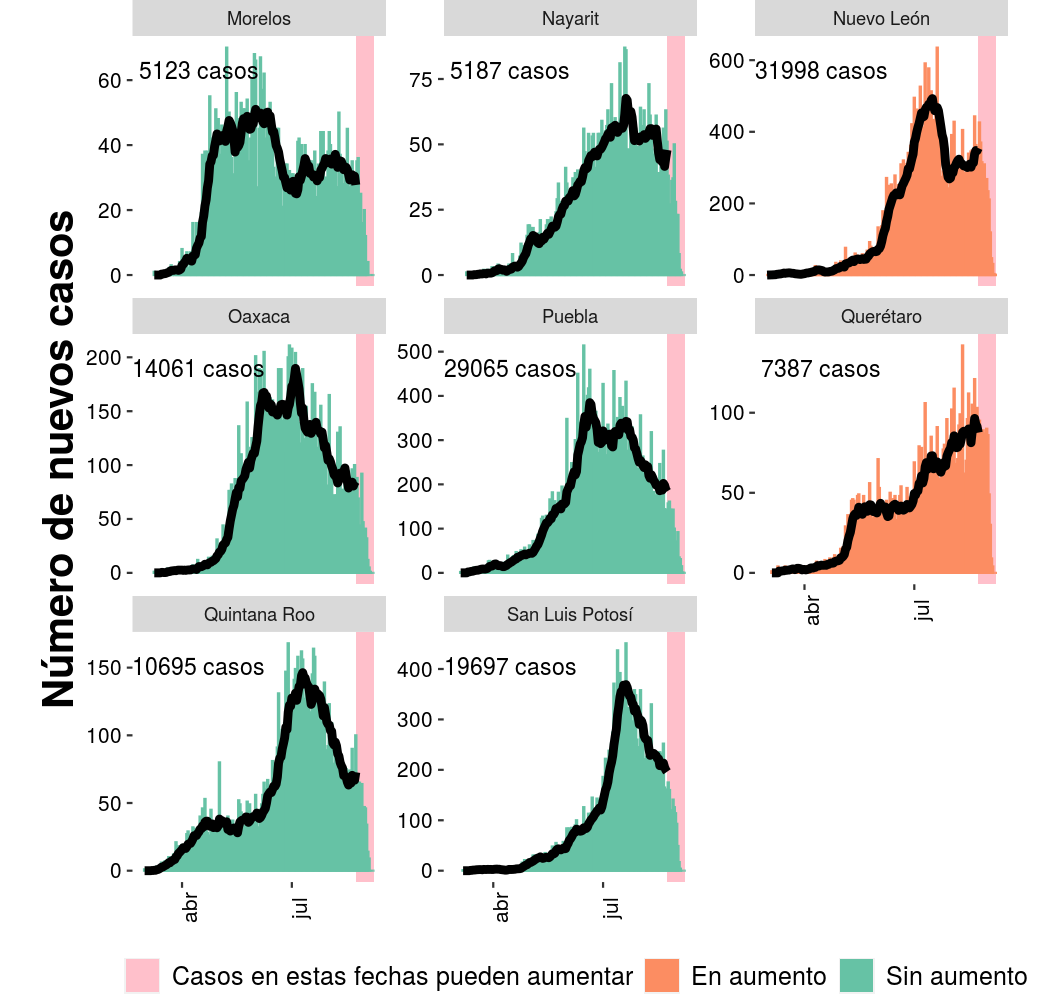 Morelos
Nayarit
Nuevo León
60
40
20
0
5123 casos
75
50
25
0
5187 casos
600
400
200
0
31998 casos
Número de nuevos casos
Oaxaca
Puebla
Querétaro
200
150
100
50
0
14061 casos
500
400
300
200
100
0
29065 casos
100
50
0
7387 casos
abr
jul
Quintana Roo
San Luis Potosí
150
100
50
0
10695 casos
abr
jul
400
300
200
100
0
19697 casos
abr
jul
Casos en estas fechas pueden aumentar
En aumento
Sin aumento